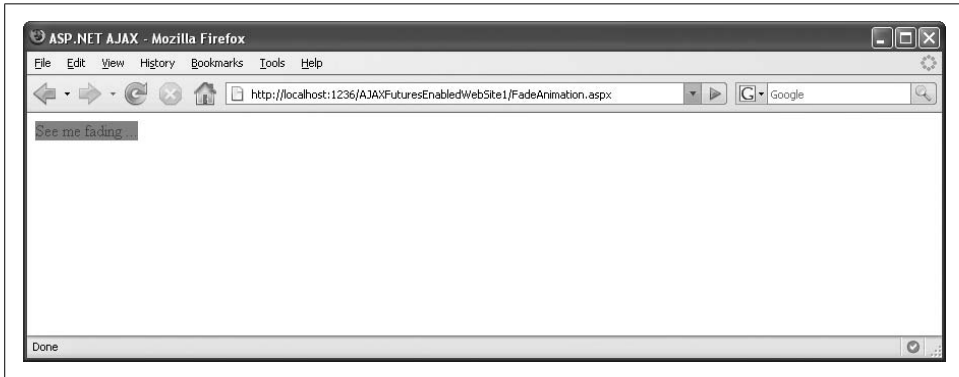 ASP.NET AJAX - Mozilla Firefox
File Edit View History Bookmarks Tools Help
http://localhost:1236/AJAXFuturesEnabledWebSite1/FadeAnimation.aspx G Google
See me fading ...
Done